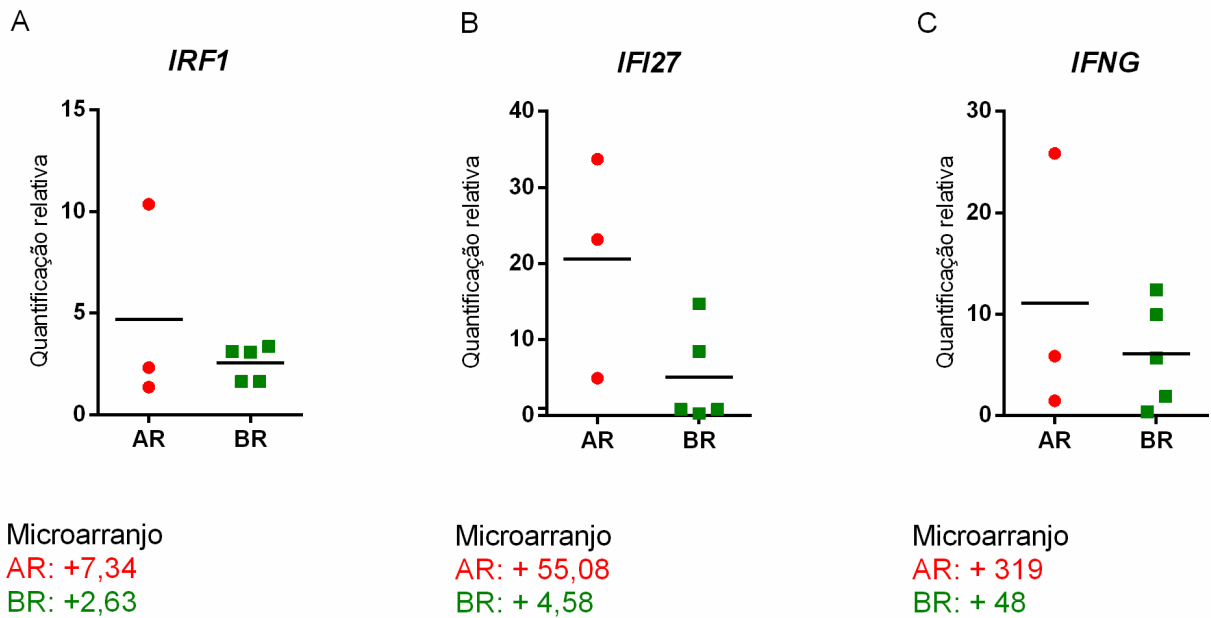 A
IRF1
Quantificação relativa
15
10
5
0
AR BR
Microarranjo
AR: +7,34
BR: +2,63
B
IFI27
Quantificação relativa
40
30
20
10
0
AR BR
Microarranjo
AR: + 55,08
BR: + 4,58
C
IFNG
Quantificação relativa
30
20
10
0
AR BR
Microarranjo
AR: + 319
BR: + 48